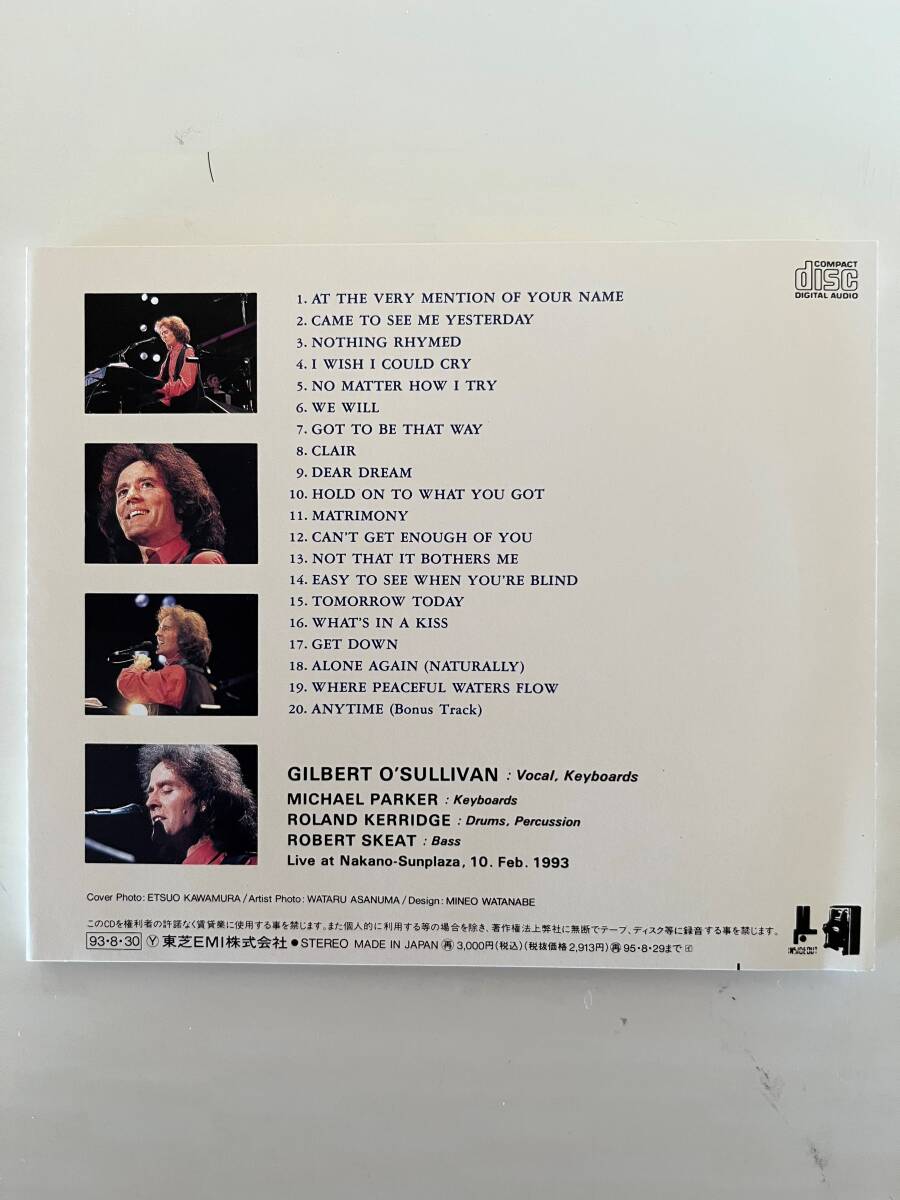 COMPACT
disc
DIGITAL AUDIO
1. AT THE VERY MENTION OF YOUR NAME
2. CAME TO SEE ME YESTERDAY
3. NOTHING RHYMED
4. I WISH I COULD CRY
5. NO MATTER HOW I TRY
6. WE WILL
7. GOT TO BE THAT WAY
8. CLAIR
9. DEAR DREAM
10. HOLD ON TO WHAT YOU GOT
11. MATRIMONY
12. CAN'T GET ENOUGH OF YOU
13. NOT THAT IT BOTHERS ME
14. EASY TO SEE WHEN YOU'RE BLIND
15. TOMORROW TODAY
16. WHAT'S IN A KISS
17. GET DOWN
18. ALONE AGAIN (NATURALLY)
19. WHERE PEACEFUL WATERS FLOW
20. ANYTIME (Bonus Track)
GILBERT O'SULLIVAN : Vocal, Keyboards
MICHAEL PARKER : Keyboards
ROLAND KERRIDGE : Drums, Percussion
ROBERT SKEAT : Bass
Live at Nakano-Sunplaza, 10. Feb. 1993
Cover Photo: ETSUO KAWAMURA / Artist Photo: WATARU ASANUMA / Design: MINEO WATANABE
このCDを権利者の許諾なく賃貸業に使用する事を禁じます。また個人的に利用する等の場合を除き、著作権法上弊社に無断でテープ、ディスク等に録音する事を禁じます。
93・8・30 Ⓨ 東芝EMI株式会社 ●STEREO MADE IN JAPAN 再 3,000円(税込)(税抜価格2,913円) 再 95・8・29まで